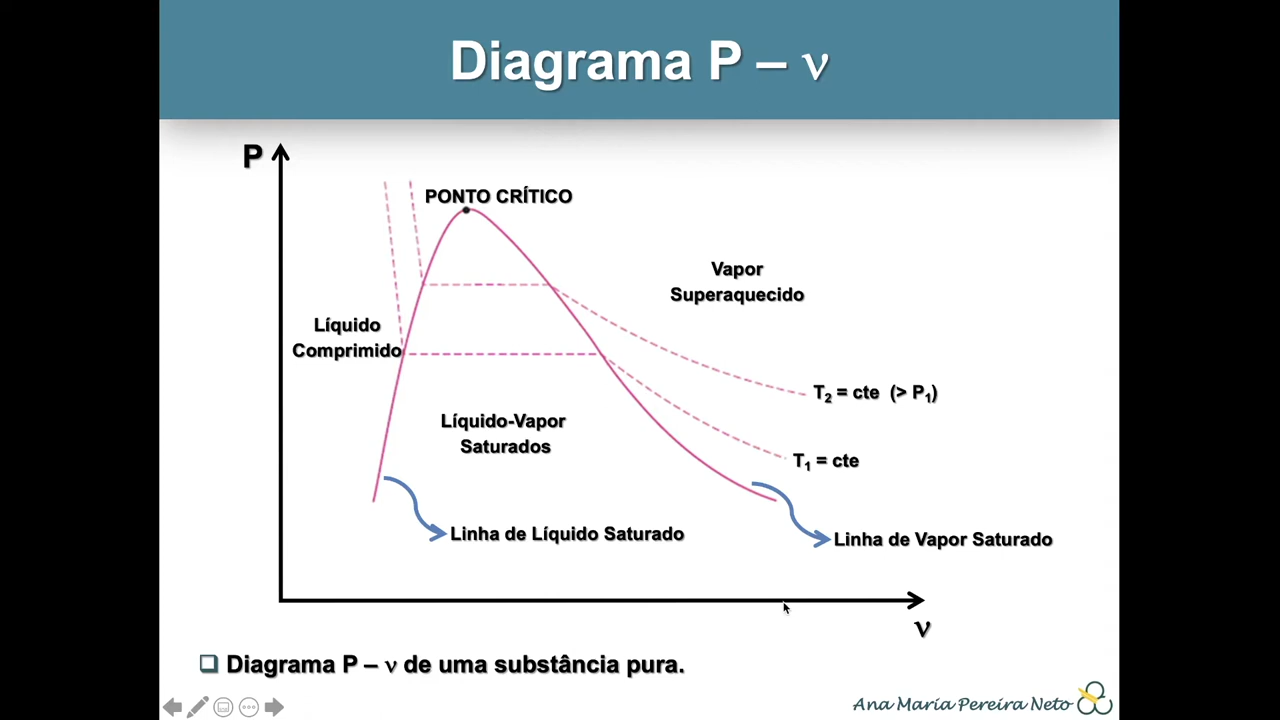 Diagrama P – ν
P
PONTO CRÍTICO
Vapor
Superaquecido
Líquido
Comprimido
T₂ = cte (> P₁)
Líquido-Vapor
Saturados
T₁ = cte
Linha de Líquido Saturado
Linha de Vapor Saturado
ν
Diagrama P – ν de uma substância pura.
Ana Maria Pereira Neto